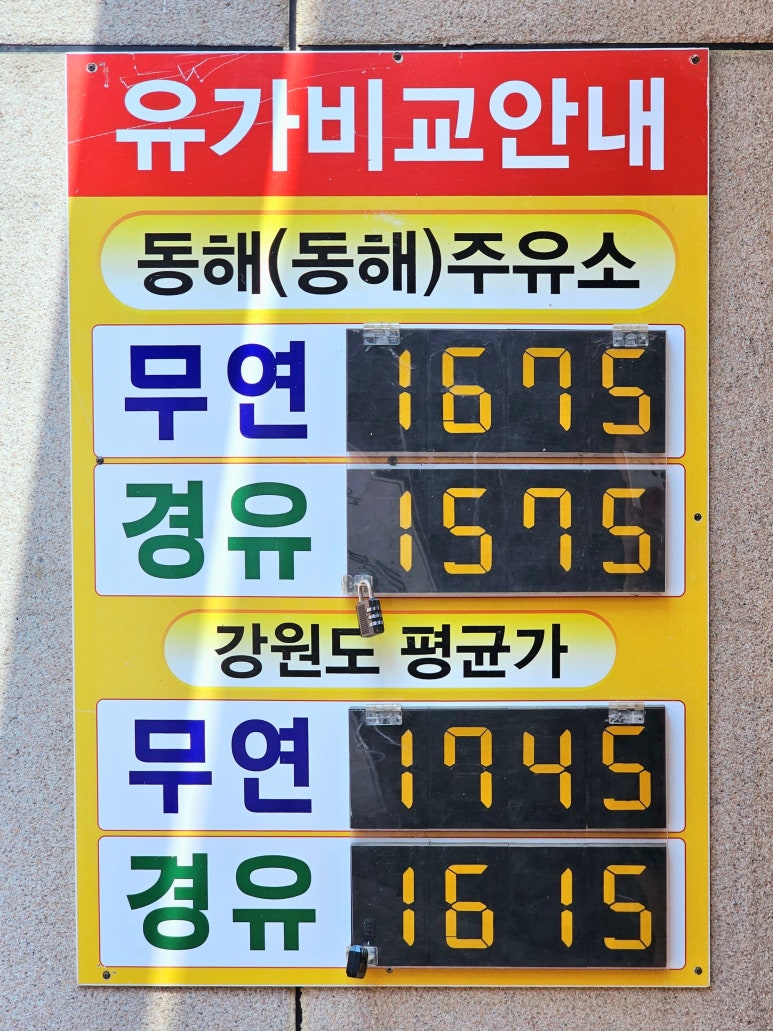 유가비교안내
동해(동해)주유소
무연 1675
경유 1575
강원도 평균가
무연 1745
경유 1615